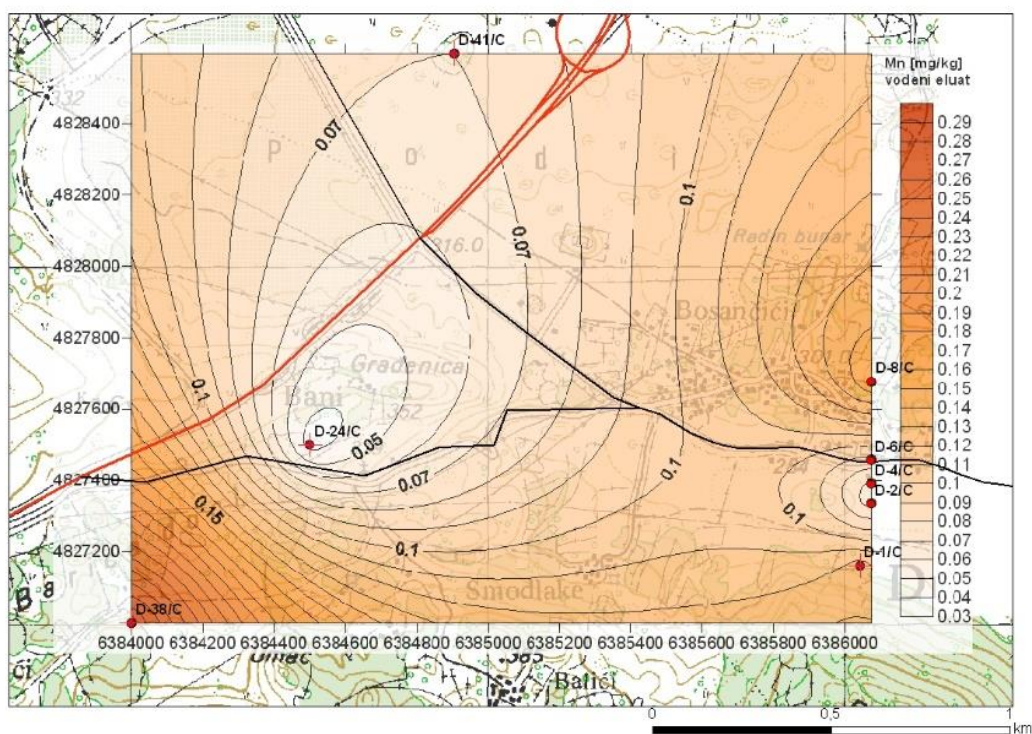 D-41/C
Mn [mg/kg]
vodeni eluat
332
4828400
0.07
P o d i
0.29
0.28
0.27
0.26
0.24
0.23
0.22
0.21
0.2
0.19
0.18
0.17
0.16
0.15
0.14
0.13
0.12
0.11
0.1
0.09
0.08
0.06
0.05
0.04
0.03
4828200
0.1
316.0
0.07
Radin bunar
4828000
4827800
Bosančići
Građenica
301.0
0.1
Bani
352
D-8/C
4827600
D-24/C
0.05
D-6/C
4827400
0.07
0.1
D-4/C
D-2/C
0.15
0.1
4827200
0.1
D-1/C
Smodlake
D
D-38/C
6384000 6384200 6384400 6384600 6384800 6385000 6385200 6385400 6385600 6385800 6386000
385
Balići
0 0,5 1
km